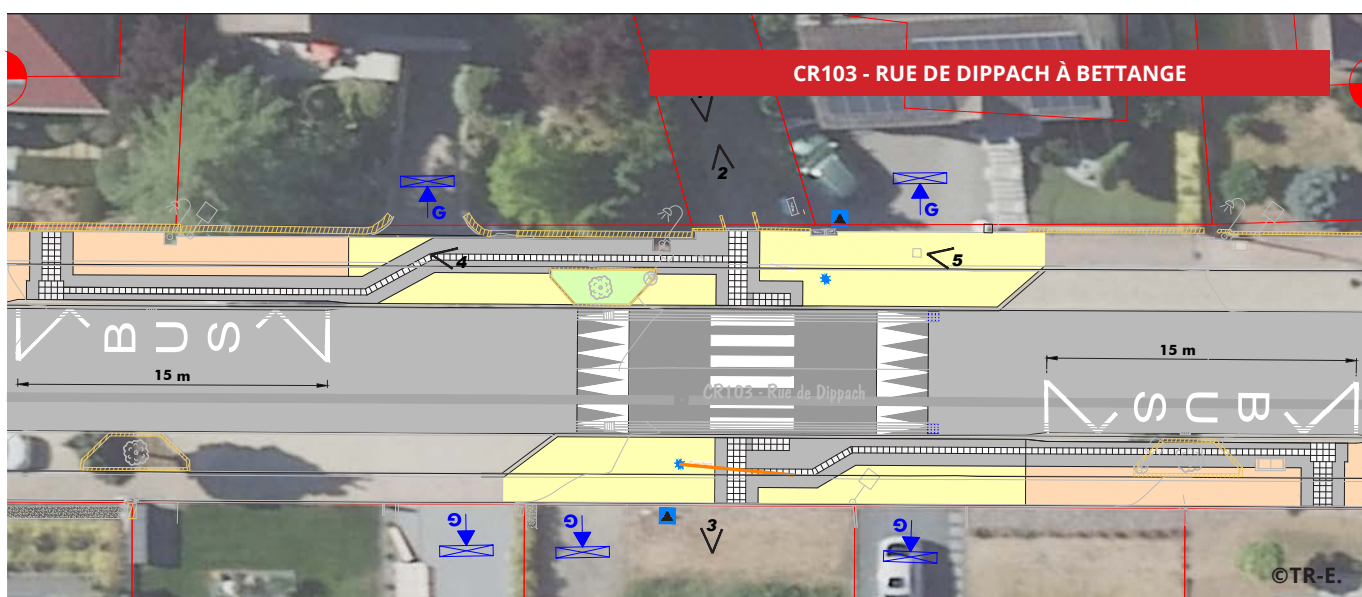 CR103 - RUE DE DIPPACH À BETTANGE
2
G
G
4
5
BUS
15 m
15 m
CR103 - Rue de Dippach
BUS
G
G
3
G
©TR-E.